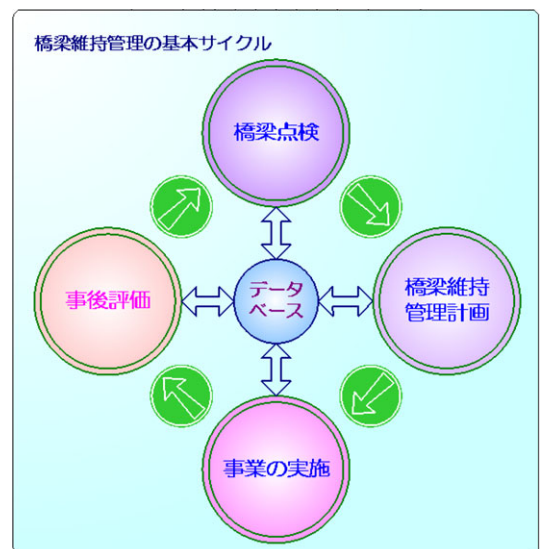 橋梁維持管理の基本サイクル
橋梁点検
事後評価
データ
ベース
橋梁維持
管理計画
事業の実施